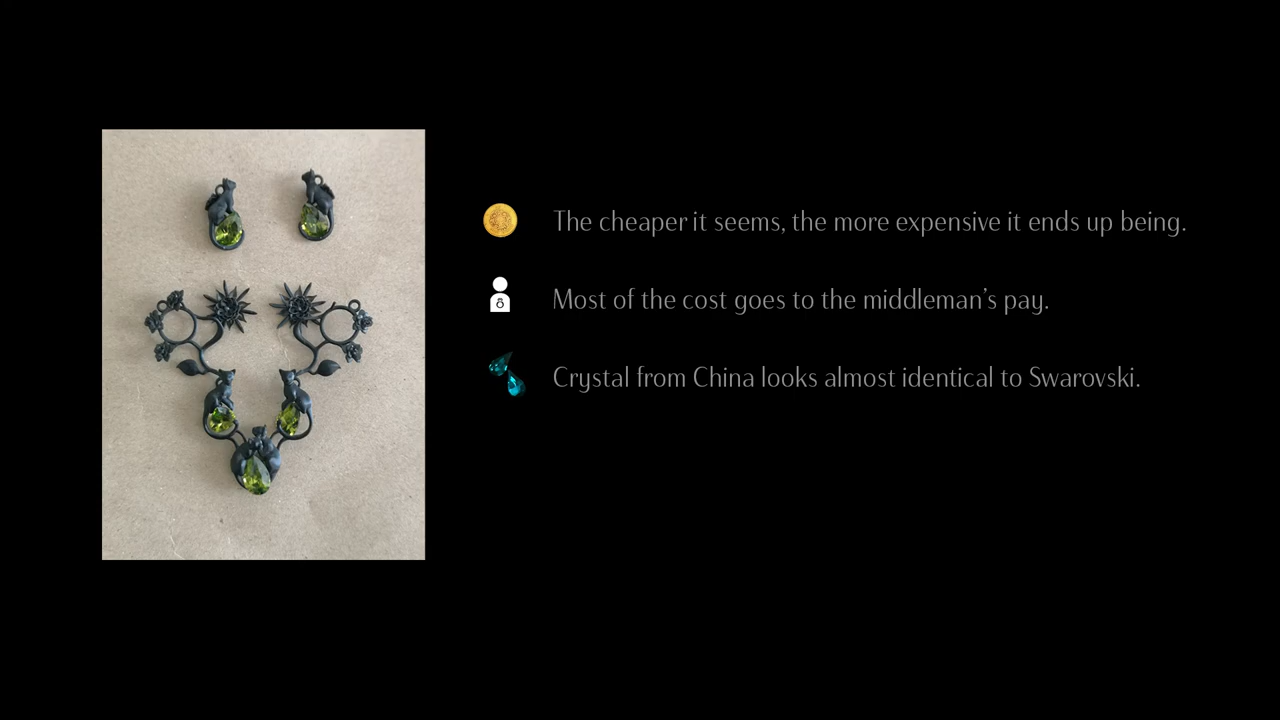 The cheaper it seems, the more expensive it ends up being.
Most of the cost goes to the middleman’s pay.
Crystal from China looks almost identical to Swarovski.